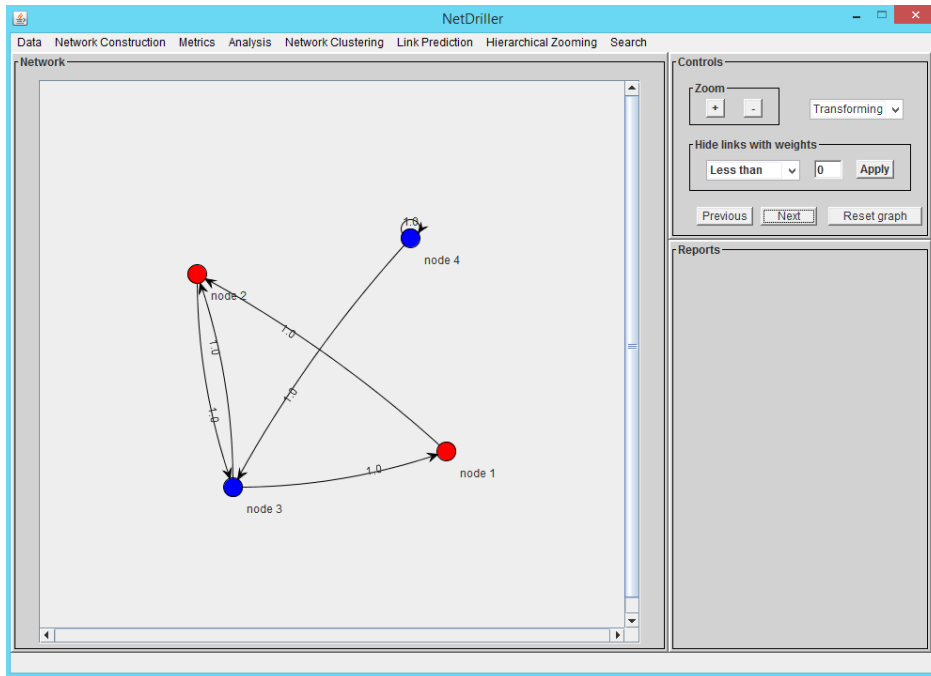 NetDriller
Data Network Construction Metrics Analysis Network Clustering Link Prediction Hierarchical Zooming Search
Network
1.0
node 4
node 2
1.0
1.0
1.0
1.0
1.0
node 1
node 3
Controls
Zoom
+ - Transforming
Hide links with weights
Less than 0 Apply
Previous Next Reset graph
Reports